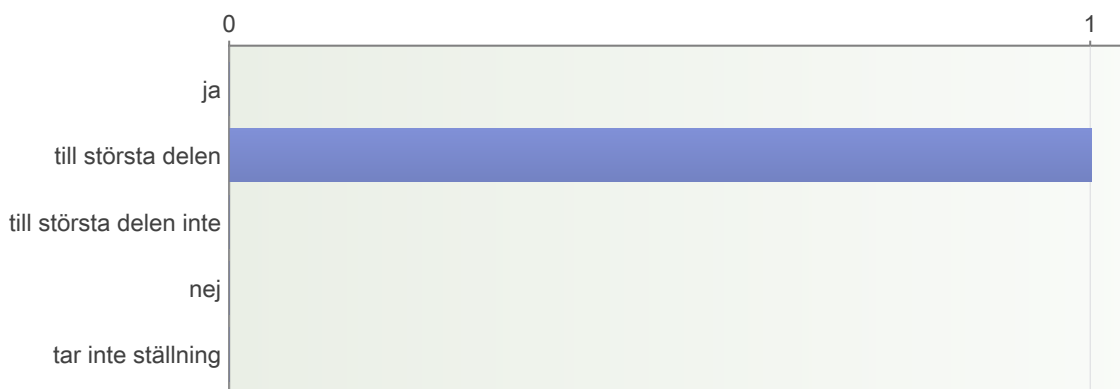 0 1
ja
till största delen
till största delen inte
nej
tar inte ställning